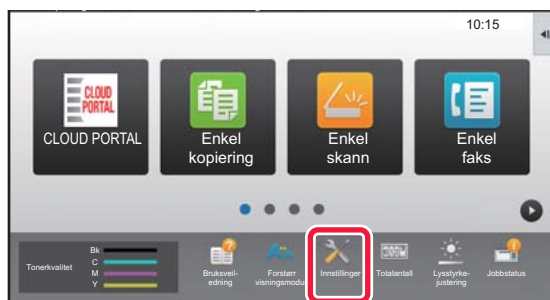 10:15
CLOUD
PORTAL
CLOUD PORTAL
Enkel
kopiering
Enkel
skann
Enkel
faks
Tonerkvalitet
Bk
C
M
Y
Bruksveil-
edning
Forstørr
visningsmodus
Innstillinger
Totalantall
Lysstyrke-
justering
Jobbstatus